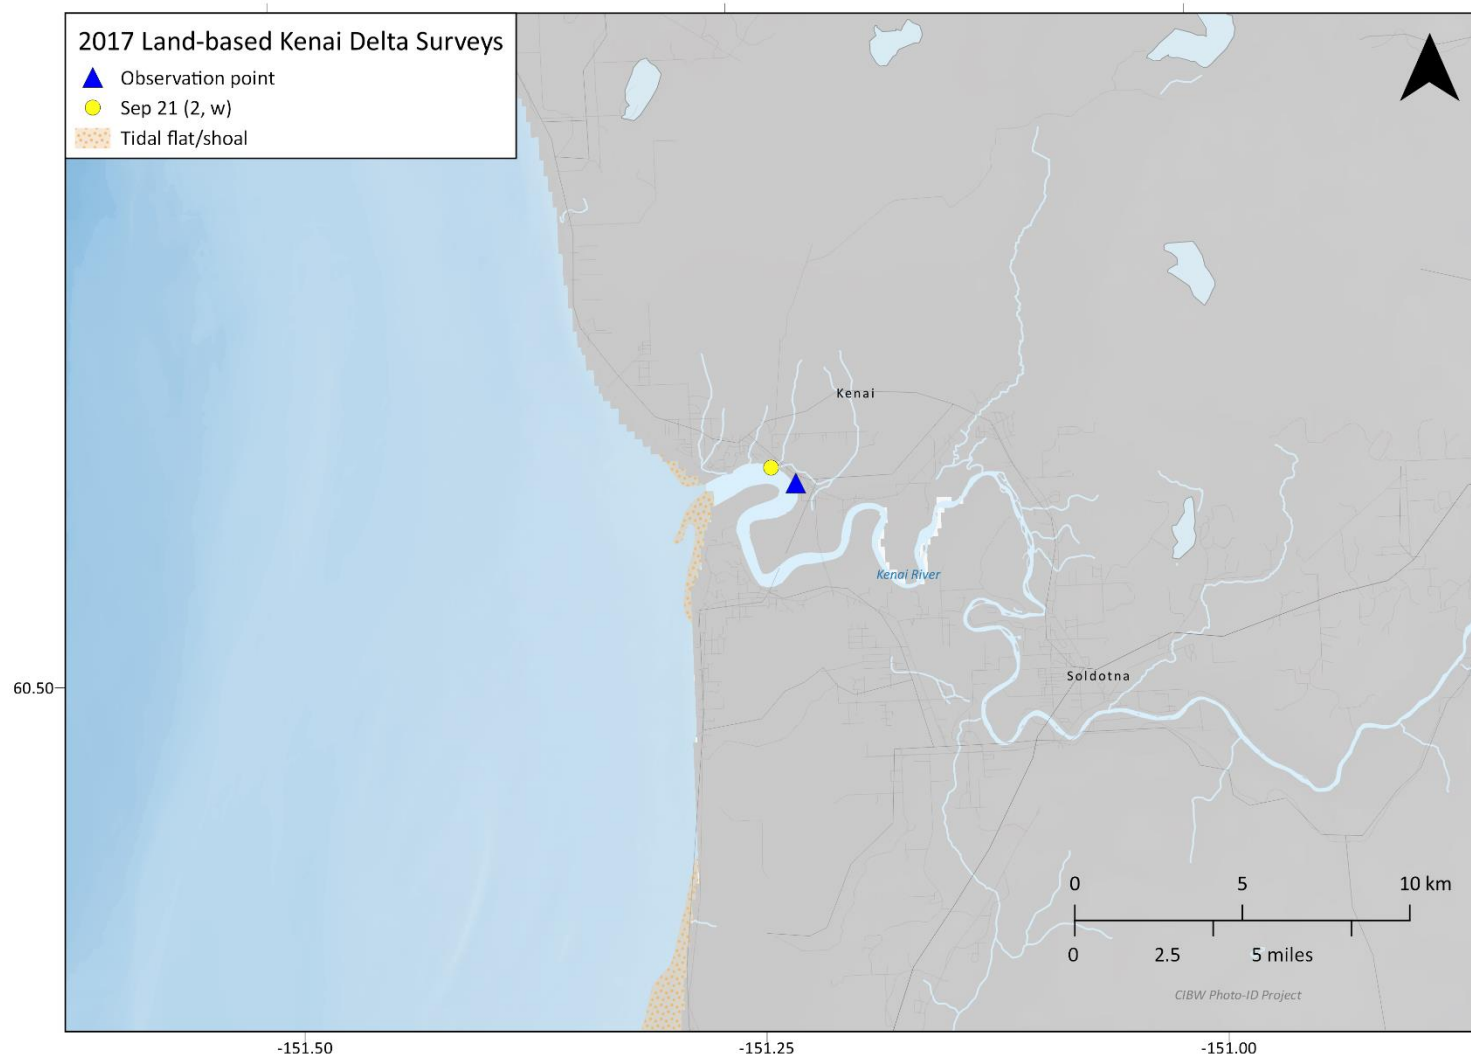 2017 Land-based Kenai Delta Surveys
Observation point
Sep 21 (2, w)
Tidal flat/shoal
Kenai
Kenai River
Soldotna
60.50
0 5 10 km
0 2.5 5 miles
CIBW Photo-ID Project
-151.50 -151.25 -151.00